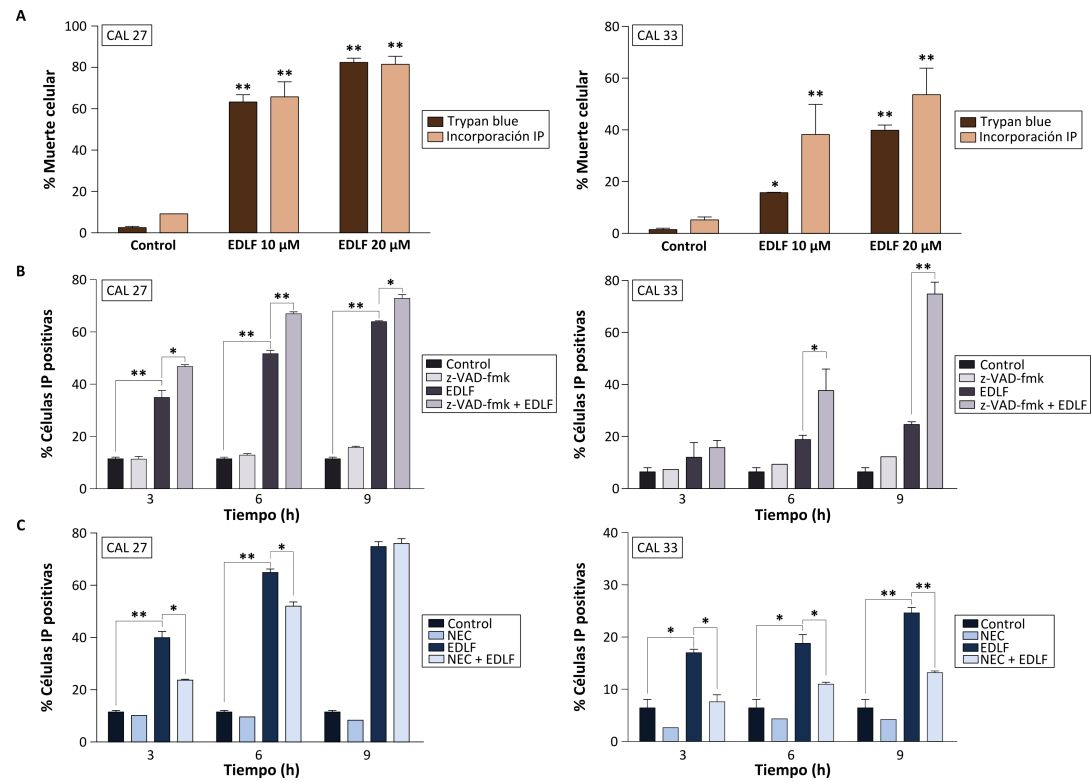 A
CAL 27
% Muerte celular
100
80
60
40
20
0
** ** ** **
Control EDLF 10 µM EDLF 20 µM
Trypan blue
Incorporación IP
CAL 33
% Muerte celular
80
60
40
20
0
* ** ** **
Control EDLF 10 µM EDLF 20 µM
Trypan blue
Incorporación IP
B
CAL 27
% Células IP positivas
80
60
40
20
0
** * ** ** ** *
3 6 9
Tiempo (h)
Control
z-VAD-fmk
EDLF
z-VAD-fmk + EDLF
CAL 33
% Células IP positivas
80
60
40
20
0
* **
3 6 9
Tiempo (h)
Control
z-VAD-fmk
EDLF
z-VAD-fmk + EDLF
C
CAL 27
% Células IP positivas
80
60
40
20
0
** * ** *
3 6 9
Tiempo (h)
Control
NEC
EDLF
NEC + EDLF
CAL 33
% Células IP positivas
40
30
20
10
0
* * * * ** **
3 6 9
Tiempo (h)
Control
NEC
EDLF
NEC + EDLF